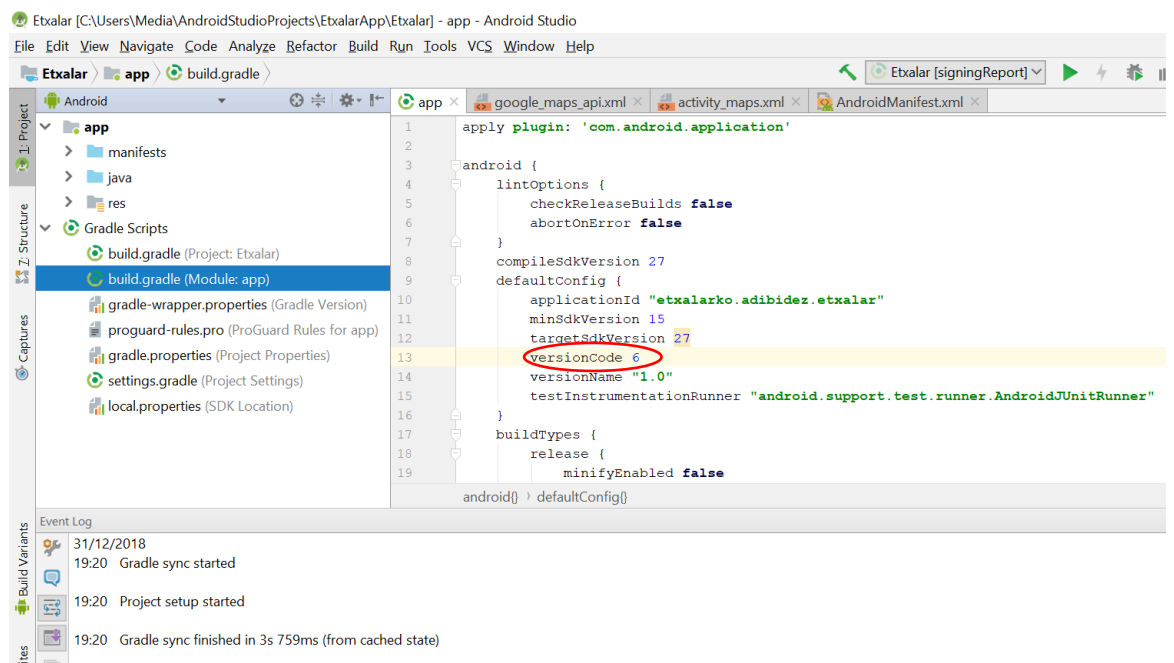 Etxalar [C:\Users\Media\AndroidStudioProjects\EtxalarApp\Etxalar] - app - Android Studio
File Edit View Navigate Code Analyze Refactor Build Run Tools VCS Window Help
Etxalar app build.gradle Etxalar [signingReport]
1: Project
Z: Structure
Captures
Build Variants
Android
app
manifests
java
res
Gradle Scripts
build.gradle (Project: Etxalar)
build.gradle (Module: app)
gradle-wrapper.properties (Gradle Version)
proguard-rules.pro (ProGuard Rules for app)
gradle.properties (Project Properties)
settings.gradle (Project Settings)
local.properties (SDK Location)
app google_maps_api.xml activity_maps.xml AndroidManifest.xml
1 apply plugin: 'com.android.application'
2
3 android {
4 lintOptions {
5 checkReleaseBuilds false
6 abortOnError false
7 }
8 compileSdkVersion 27
9 defaultConfig {
10 applicationId "etxalarko.adibidez.etxalar"
11 minSdkVersion 15
12 targetSdkVersion 27
13 versionCode 6
14 versionName "1.0"
15 testInstrumentationRunner "android.support.test.runner.AndroidJUnitRunner"
16 }
17 buildTypes {
18 release {
19 minifyEnabled false
android{} › defaultConfig{}
Event Log
31/12/2018
19:20 Gradle sync started
19:20 Project setup started
19:20 Gradle sync finished in 3s 759ms (from cached state)